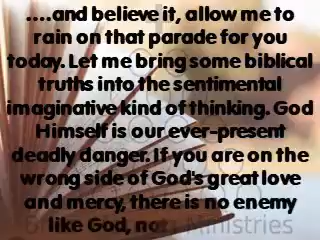 ....and believe it, allow me to
rain on that parade for you
today. Let me bring some biblical
truths into the sentimental
imaginative kind of thinking. God
Himself is our ever-present
deadly danger. If you are on the
wrong side of God's great love
and mercy, there is no enemy
like God, no
Ministries